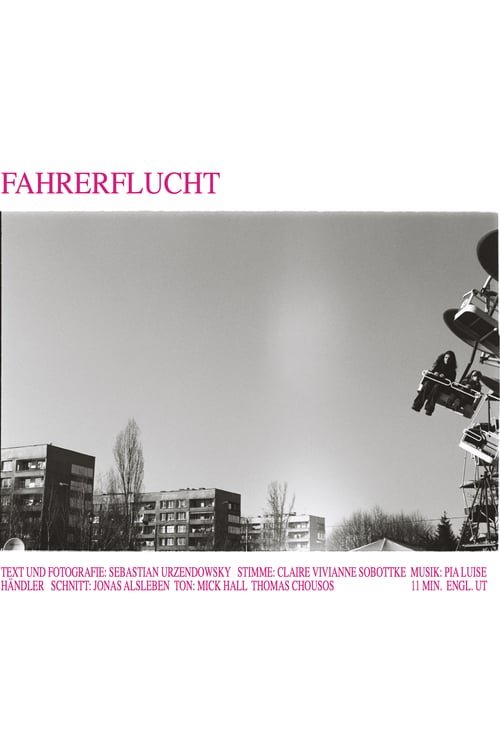 FAHRERFLUCHT
TEXT UND FOTOGRAFIE: SEBASTIAN URZENDOWSKY STIMME: CLAIRE VIVIANNE SOBOTTKE MUSIK: PIA LUISE
HÄNDLER SCHNITT: JONAS ALSLEBEN TON: MICK HALL THOMAS CHOUSOS 11 MIN. ENGL. UT